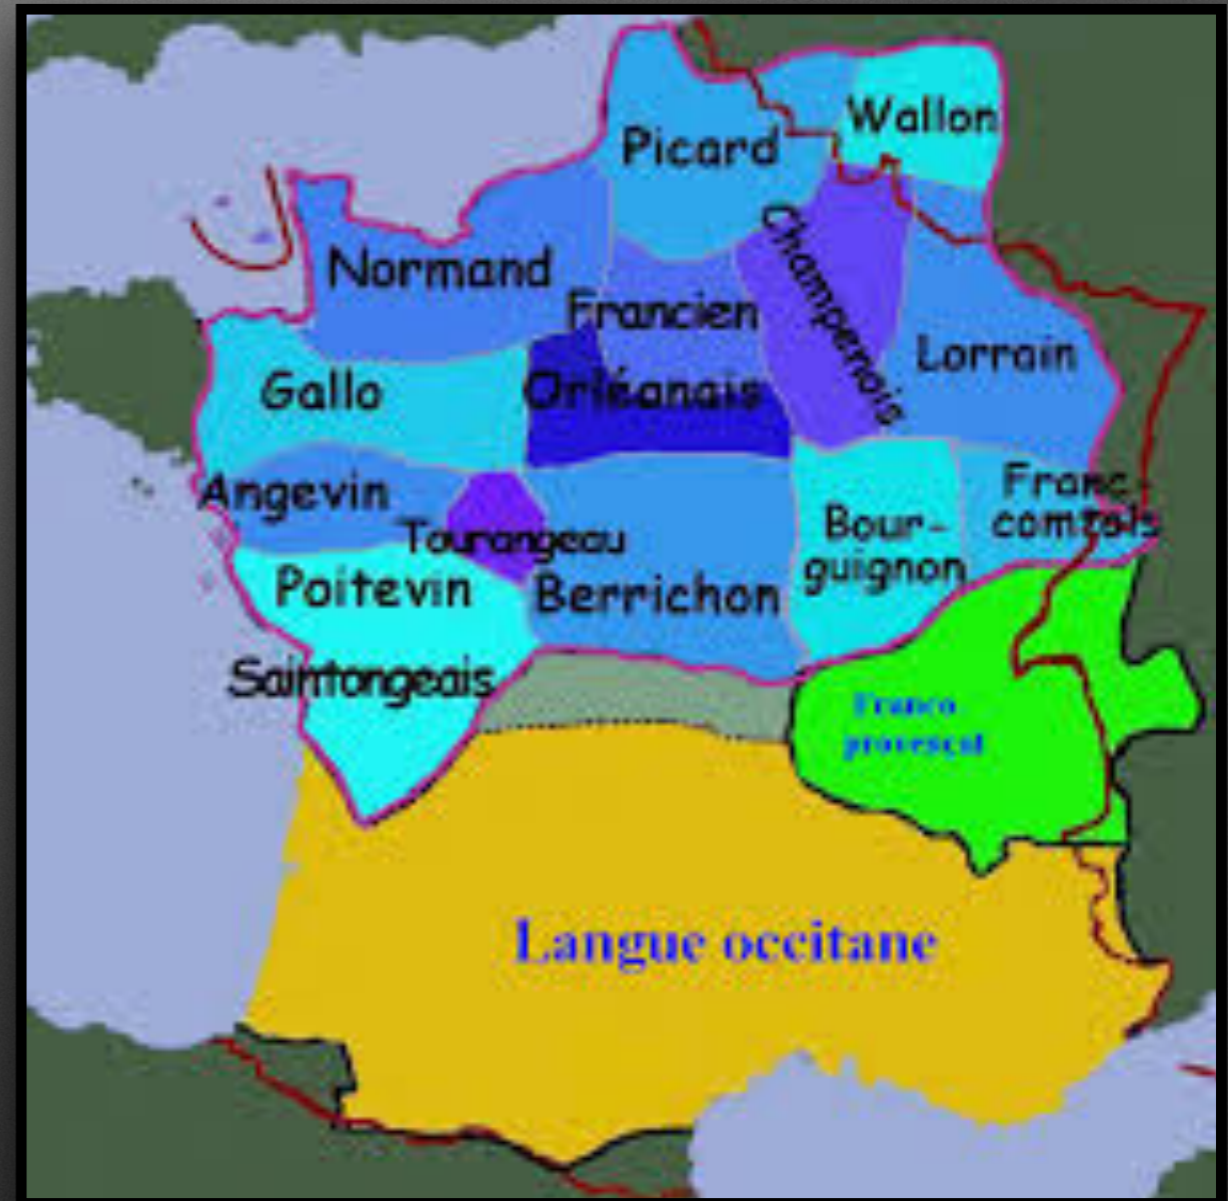 Wallon
Picard
Champenois
Normand
Francien
Lorrain
Gallo
Orléanais
Angevin
Franc-
comtois
Tourangeau
Bour-
guignon
Poitevin
Berrichon
Saintongeais
Franco
provençal
Langue occitane